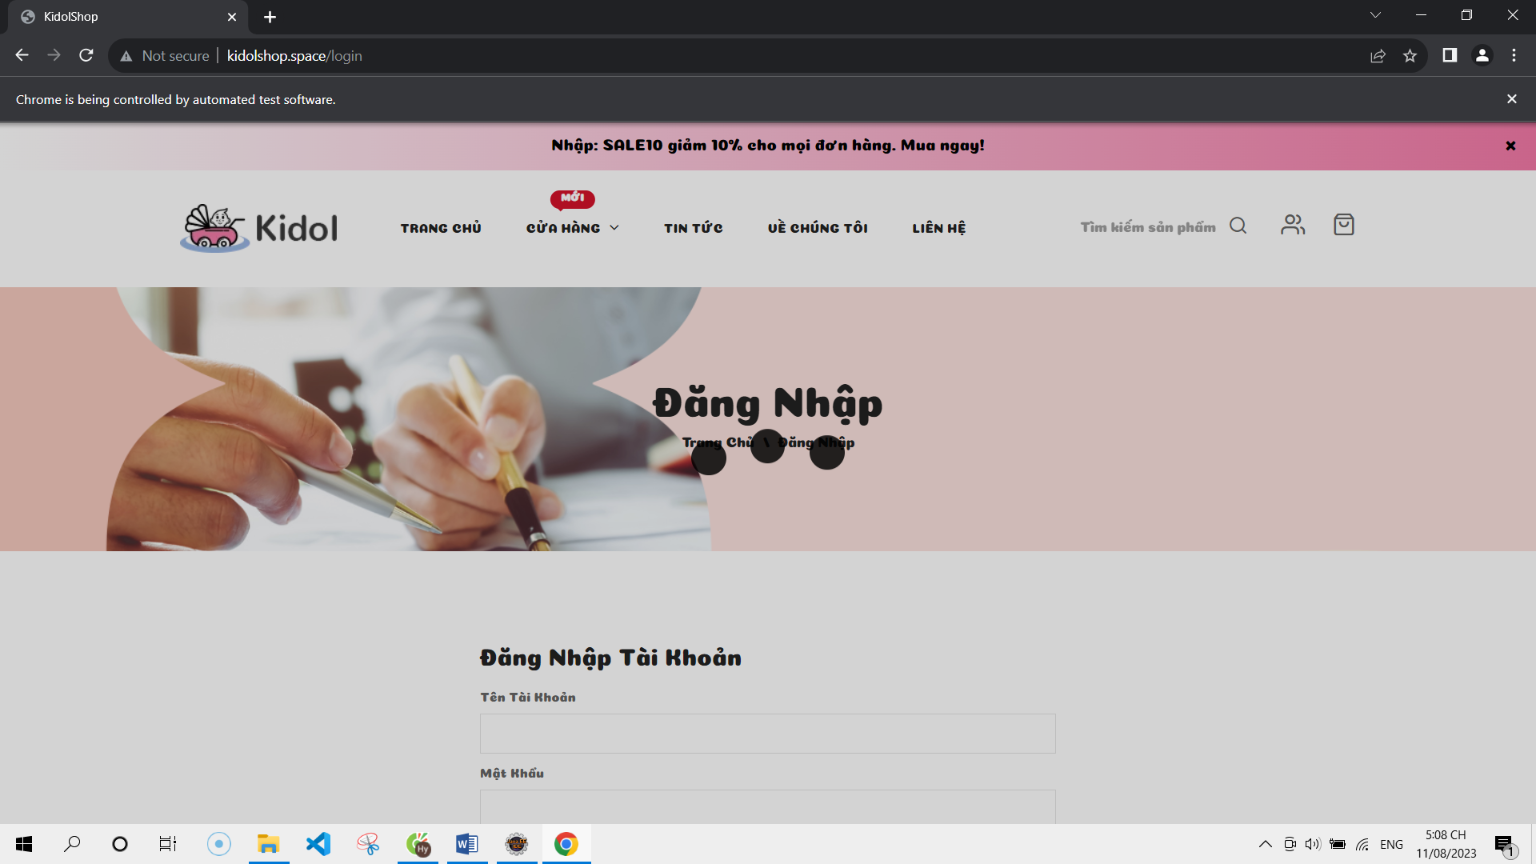 KidolShop
Not secure
kidolshop.space/login
Chrome is being controlled by automated test software.
Nhập: SALE10 giảm 10% cho mọi đơn hàng. Mua ngay!
Kidol
TRANG CHỦ
MỚI
CỬA HÀNG
TIN TỨC
VỀ CHÚNG TÔI
LIÊN HỆ
Tìm kiếm sản phẩm
Đăng Nhập
Trang Chủ \ Đăng Nhập
Đăng Nhập Tài Khoản
Tên Tài Khoản
Mật Khẩu
Hy
ENG
5:08 CH
11/08/2023
1